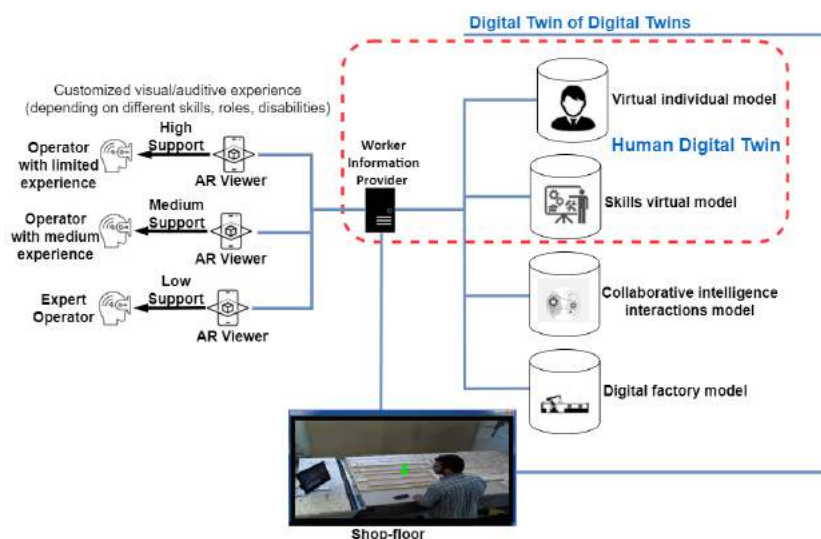 Digital Twin of Digital Twins
Customized visual/auditive experience
(depending on different skills, roles, disabilities)
High
Support
Operator
with limited
experience
AR Viewer
Medium
Support
Operator
with medium
experience
AR Viewer
Low
Support
Expert
Operator
AR Viewer
Worker
Information
Provider
Virtual individual model
Human Digital Twin
Skills virtual model
Collaborative intelligence
interactions model
Digital factory model
Shop-floor